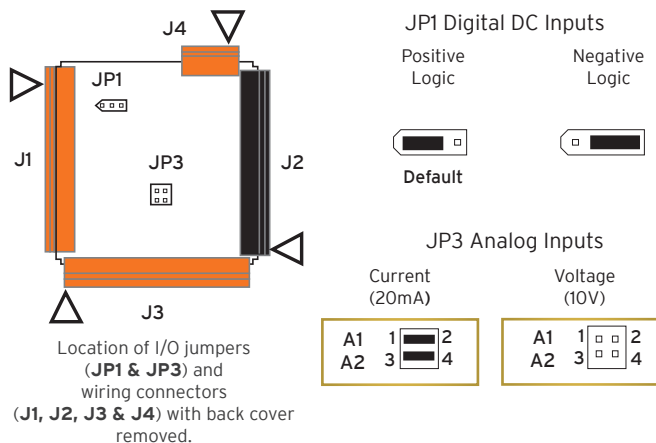 J4
JP1
J1
JP3
J2
J3
Location of I/O jumpers
(JP1 & JP3) and
wiring connectors
(J1, J2, J3 & J4) with back cover
removed.
JP1 Digital DC Inputs
Positive
Logic
Negative
Logic
Default
JP3 Analog Inputs
Current
(20mA)
Voltage
(10V)
A1 1 2
A2 3 4
A1 1 2
A2 3 4